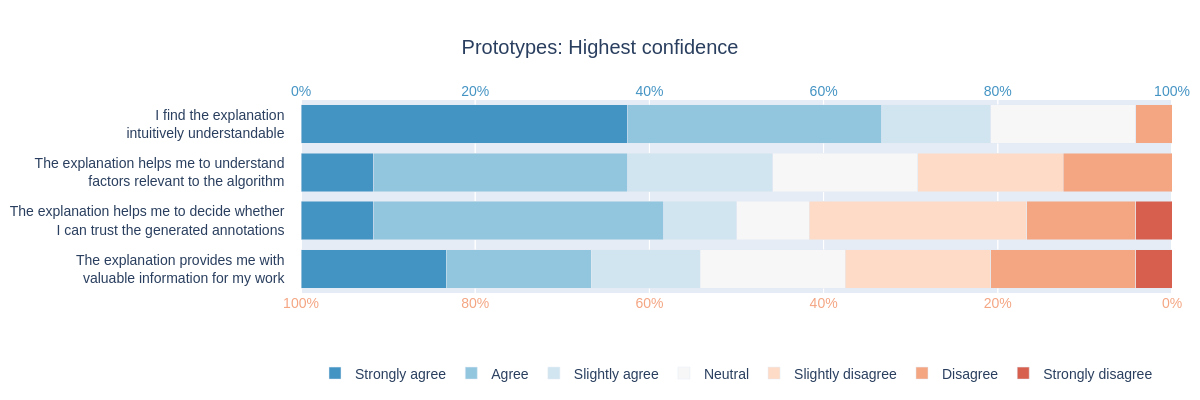 Prototypes: Highest confidence
0% 20% 40% 60% 80% 100%
I find the explanation
intuitively understandable
The explanation helps me to understand
factors relevant to the algorithm
The explanation helps me to decide whether
I can trust the generated annotations
The explanation provides me with
valuable information for my work
100% 80% 60% 40% 20% 0%
Strongly agree Agree Slightly agree Neutral Slightly disagree Disagree Strongly disagree